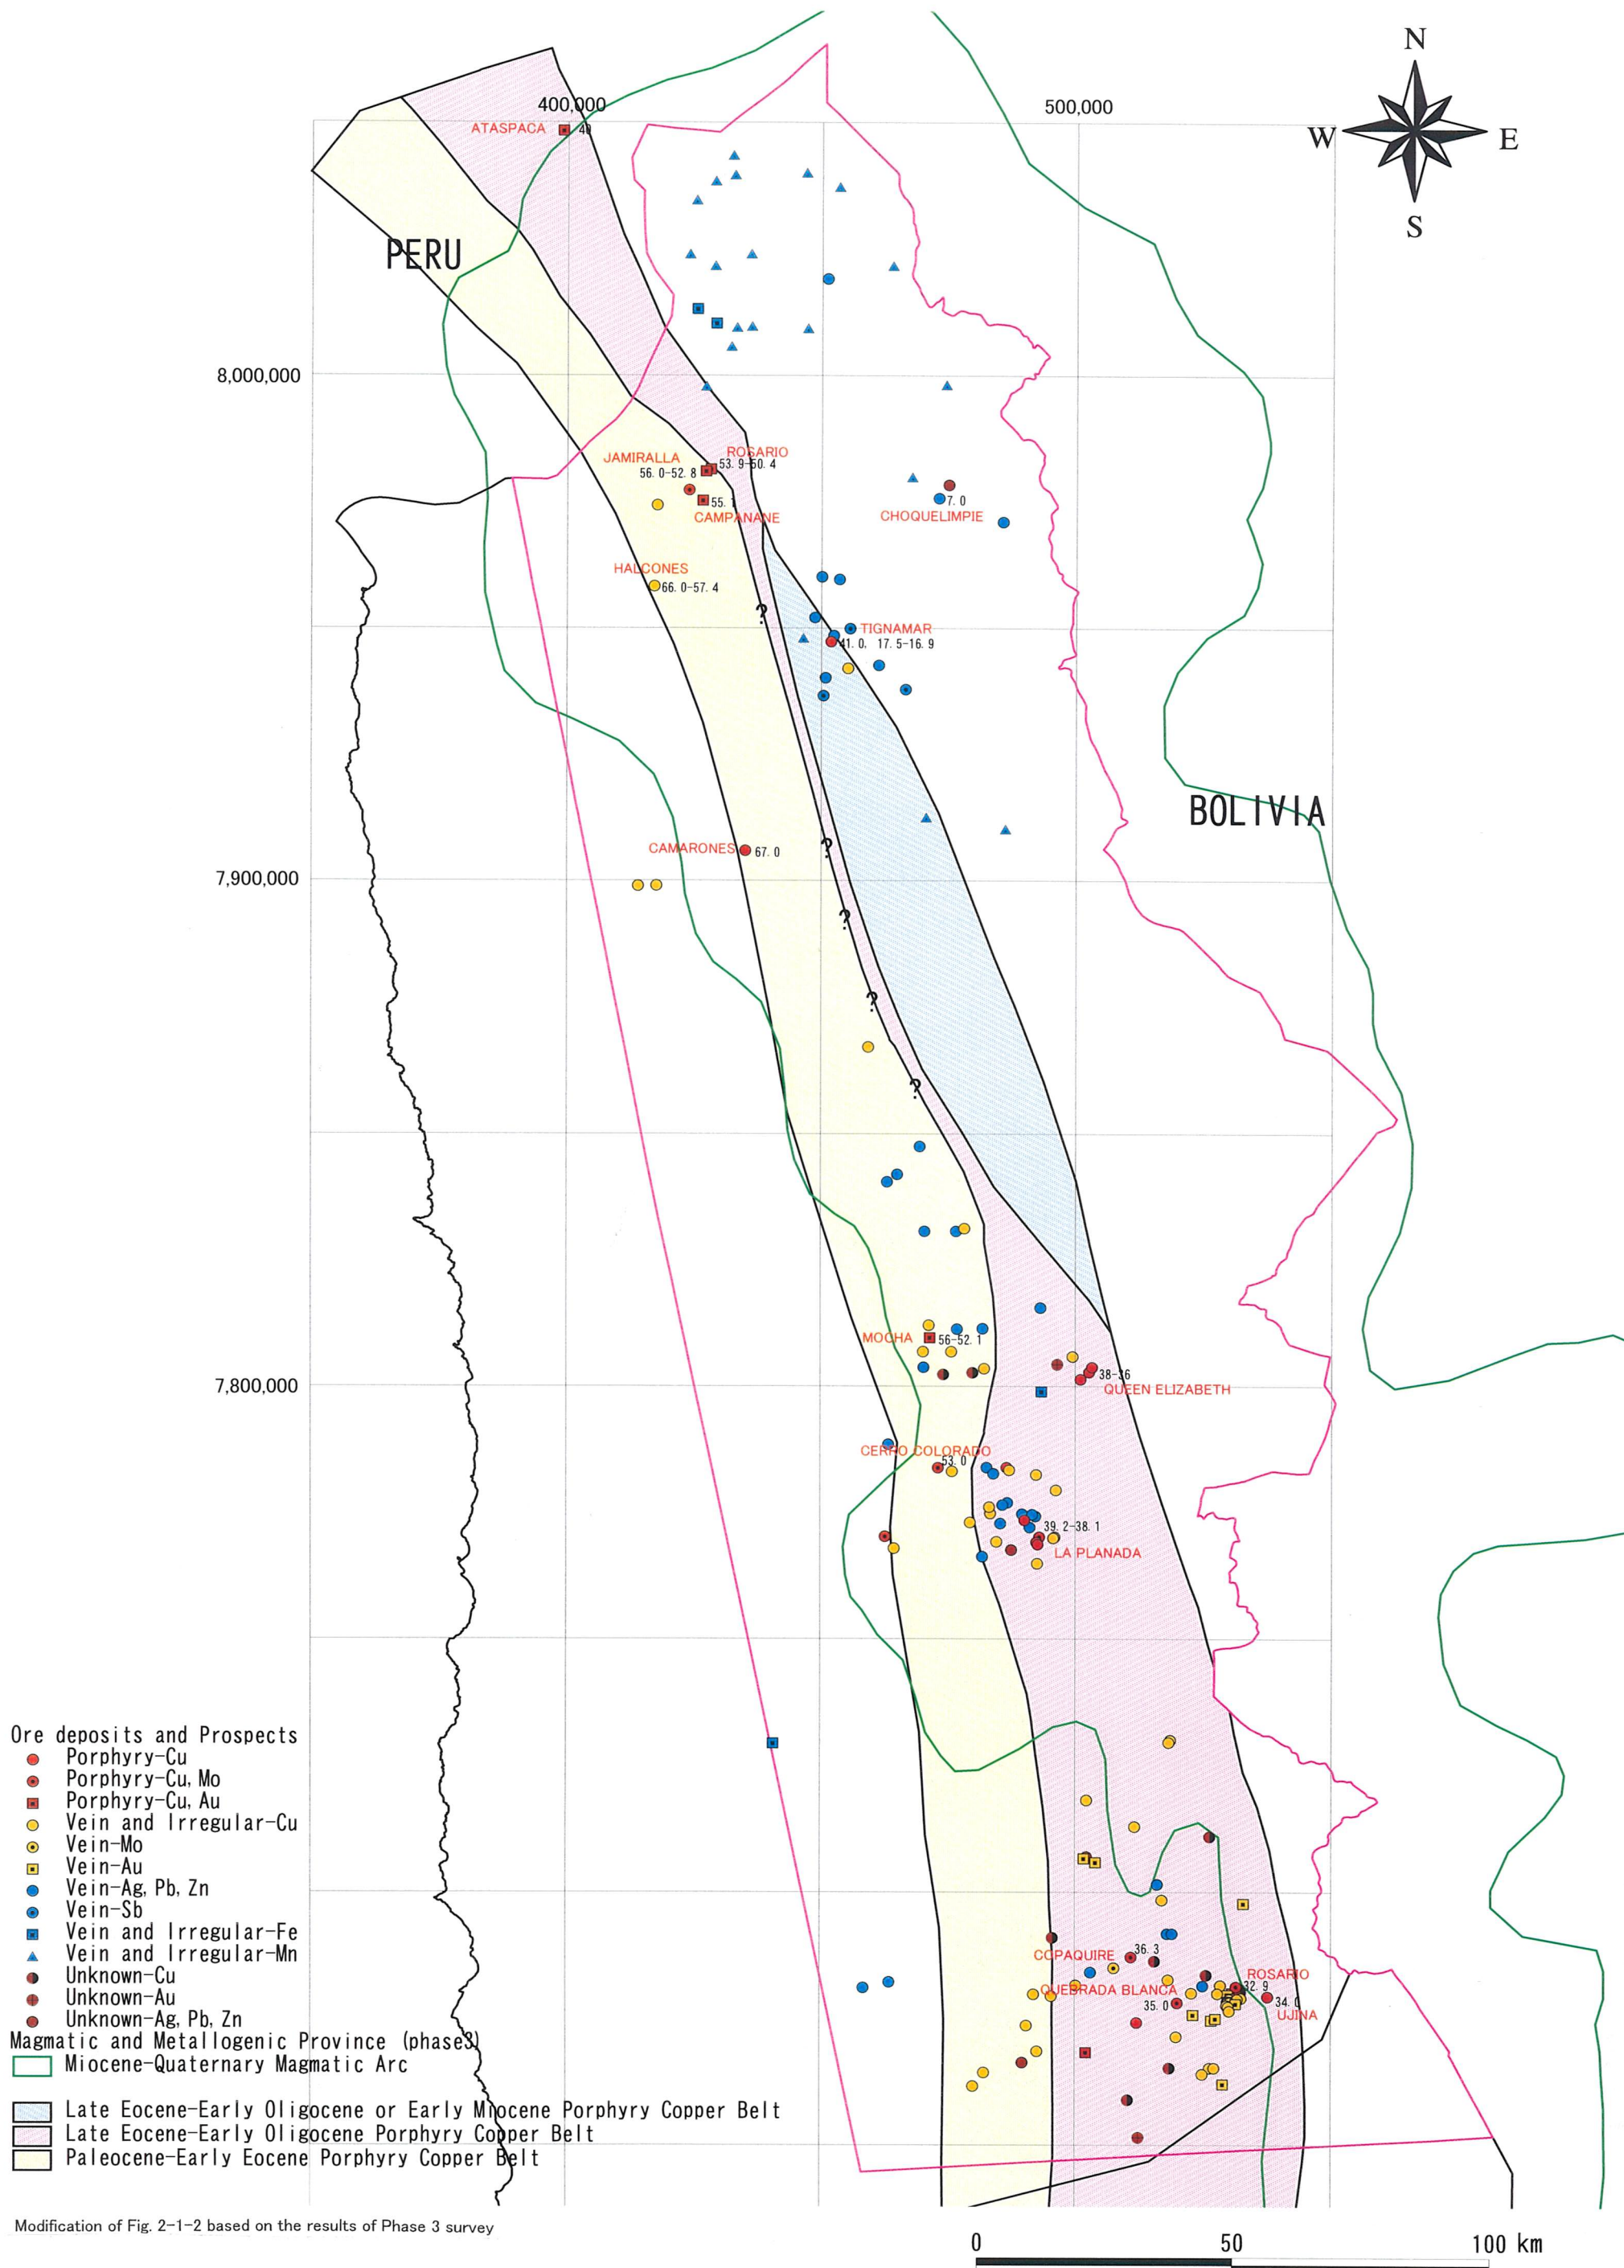 N
400,000
500,000
ATASPACA
40
W
E
S
PERU
8,000,000
JAMIRALLA
ROSARIO
56.0-52.8
53.9-50.4
55.1
CAMPANANE
7.0
CHOQUELIMPIE
HALCONES
66.0-57.4
?
TIGNAMAR
41.0, 17.5-16.9
BOLIVIA
CAMARONES
67.0
?
7,900,000
?
?
?
MOCHA
56-52.1
38-36
7,800,000
QUEEN ELIZABETH
CERRO COLORADO
53.0
39.2-38.1
LA PLANADA
Ore deposits and Prospects
Porphyry-Cu
Porphyry-Cu, Mo
Porphyry-Cu, Au
Vein and Irregular-Cu
Vein-Mo
Vein-Au
Vein-Ag, Pb, Zn
Vein-Sb
Vein and Irregular-Fe
Vein and Irregular-Mn
Unknown-Cu
Unknown-Au
Unknown-Ag, Pb, Zn
COPAQUIRE
36.3
ROSARIO
QUEBRADA BLANCA
32.9
35.0
34.0
UJINA
Magmatic and Metallogenic Province (phase3)
Miocene-Quaternary Magmatic Arc
Late Eocene-Early Oligocene or Early Miocene Porphyry Copper Belt
Late Eocene-Early Oligocene Porphyry Copper Belt
Paleocene-Early Eocene Porphyry Copper Belt
Modification of Fig. 2-1-2 based on the results of Phase 3 survey
0
50
100 km